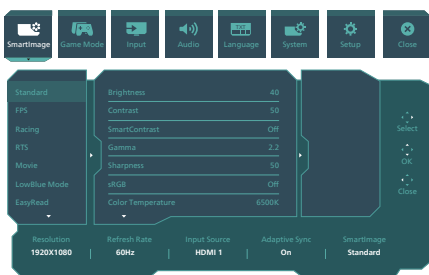 TXT
SmartImage Game Mode Input Audio Language System Setup Close
Standard Brightness 40
FPS Contrast 50
Racing SmartContrast Off
RTS Gamma 2.2
Movie Sharpness 50
LowBlue Mode sRGB Off
EasyRead Color Temperature 6500K
Select
OK
Close
Resolution Refresh Rate Input Source Adaptive Sync SmartImage
1920X1080 | 60Hz | HDMI 1 | On | Standard